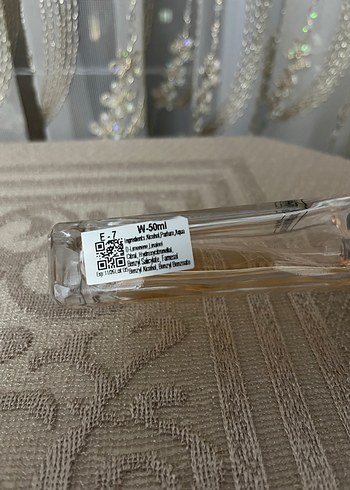 W-50ml
E-7
Ingredients: Alcohol, Parfum, Aqua
D-Limonene, Linalool
Citral, Hydroxycitronellal,
Benzyl Salicylate, Farnesol
Benzyl Alcohol, Benzyl Benzoate